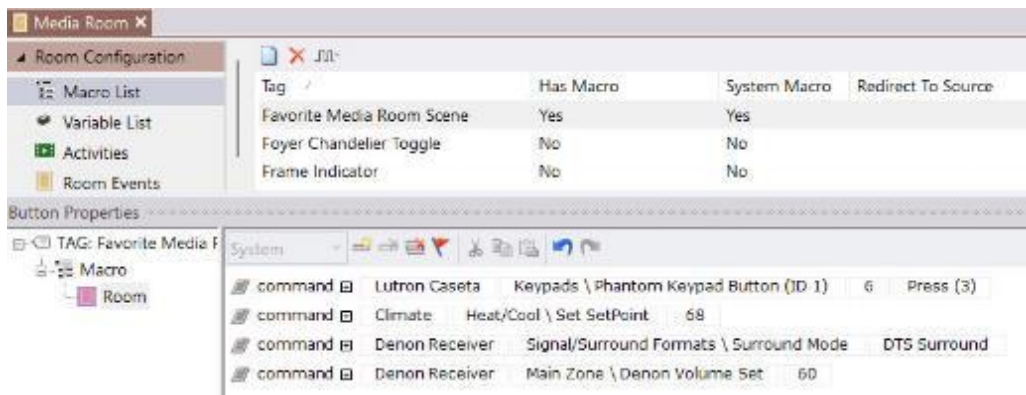 Media Room
Room Configuration
Macro List
Variable List
Activities
Room Events
Tag Has Macro System Macro Redirect To Source
Favorite Media Room Scene Yes Yes
Foyer Chandelier Toggle No No
Frame Indicator No No
Button Properties
TAG: Favorite Media F
Macro
Room
System
command Lutron Caseta Keypads \ Phantom Keypad Button (ID 1) 6 Press (3)
command Climate Heat/Cool \ Set SetPoint 68
command Denon Receiver Signal/Surround Formats \ Surround Mode DTS Surround
command Denon Receiver Main Zone \ Denon Volume Set 60